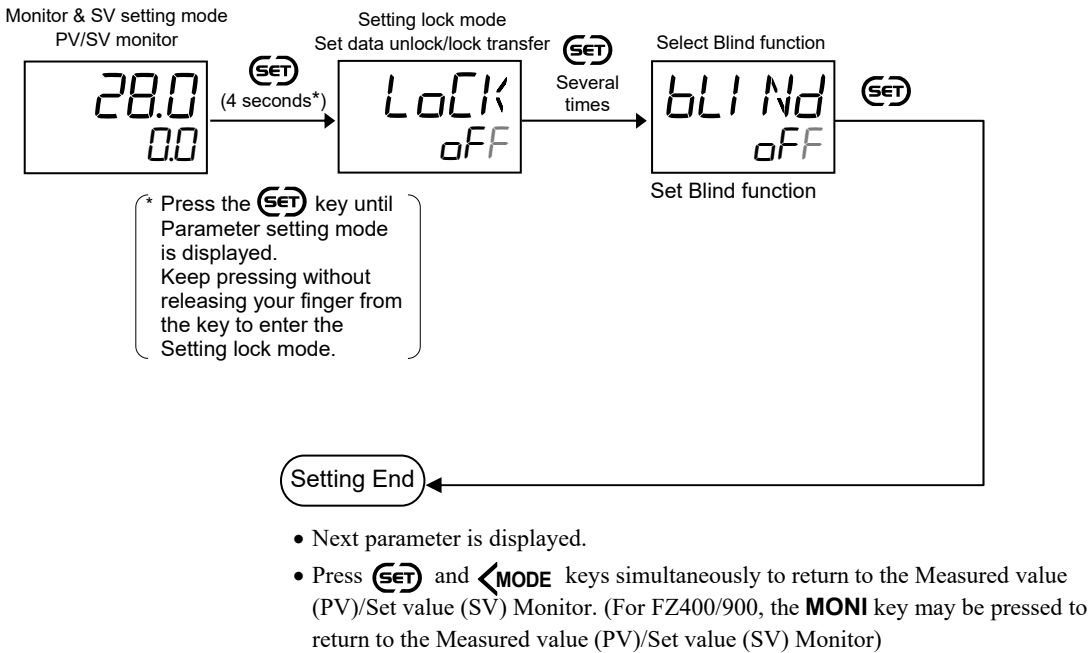 Monitor & SV setting mode
PV/SV monitor
28.0
0.0
SET
(4 seconds*)
Setting lock mode
Set data unlock/lock transfer
LoCK
oFF
SET
Several
times
Select Blind function
bLINd
oFF
Set Blind function
SET
* Press the SET key until
Parameter setting mode
is displayed.
Keep pressing without
releasing your finger from
the key to enter the
Setting lock mode.
Setting End
• Next parameter is displayed.
• Press SET and <MODE keys simultaneously to return to the Measured value
(PV)/Set value (SV) Monitor. (For FZ400/900, the MONI key may be pressed to
return to the Measured value (PV)/Set value (SV) Monitor)